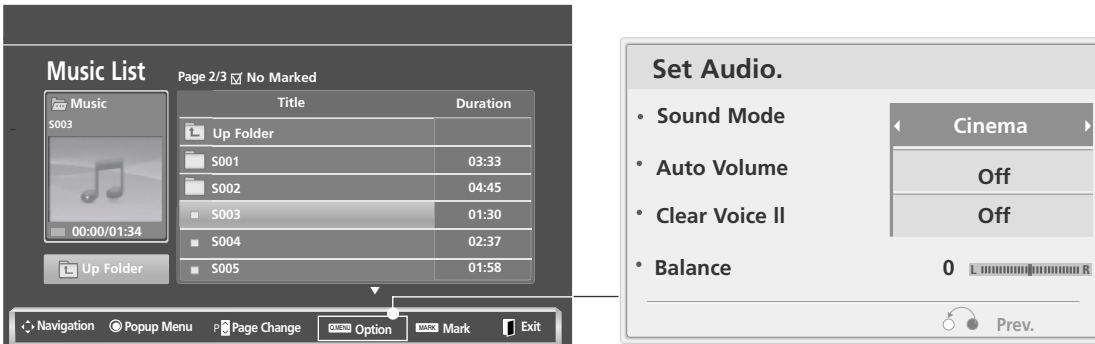 Music List
Page 2/3 No Marked
Music
S003
00:00/01:34
Up Folder
Title Duration
Up Folder
S001 03:33
S002 04:45
S003 01:30
S004 02:37
S005 01:58
Navigation Popup Menu P Page Change Q.MENU Option MARK Mark Exit
Set Audio.
• Sound Mode Cinema
• Auto Volume Off
• Clear Voice ll Off
• Balance 0 L R
Prev.